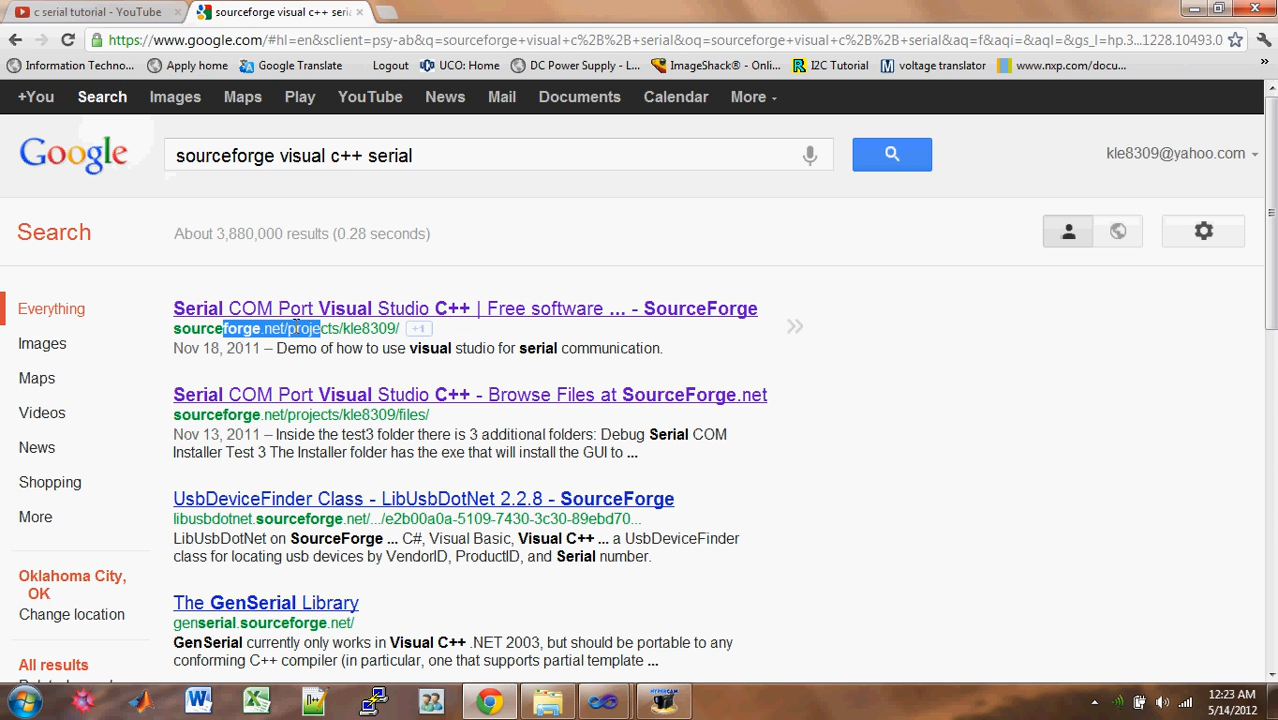 c serial tutorial - YouTube
sourceforge visual c++ seria
https://www.google.com/#hl=en&sclient=psy-ab&q=sourceforge+visual+c%2B%2B+serial&oq=sourceforge+visual+c%2B%2B+serial&aq=f&aqi=&aql=&gs_l=hp.3...1228.10493.0
Information Techno... Apply home Google Translate Logout UCO: Home DC Power Supply - L... ImageShack® - Onlin... I2C Tutorial voltage translator www.nxp.com/docu...
+You Search Images Maps Play YouTube News Mail Documents Calendar More
Google
sourceforge visual c++ serial
kle8309@yahoo.com
Search
About 3,880,000 results (0.28 seconds)
Everything
Images
Maps
Videos
News
Shopping
More
Oklahoma City,
OK
Change location
All results
Serial COM Port Visual Studio C++ | Free software ... - SourceForge
sourceforge.net/projects/kle8309/ +1
Nov 18, 2011 – Demo of how to use visual studio for serial communication.
Serial COM Port Visual Studio C++ - Browse Files at SourceForge.net
sourceforge.net/projects/kle8309/files/
Nov 13, 2011 – Inside the test3 folder there is 3 additional folders: Debug Serial COM
Installer Test 3 The Installer folder has the exe that will install the GUI to ...
UsbDeviceFinder Class - LibUsbDotNet 2.2.8 - SourceForge
libusbdotnet.sourceforge.net/.../e2b00a0a-5109-7430-3c30-89ebd70...
LibUsbDotNet on SourceForge ... C#, Visual Basic, Visual C++ ... a UsbDeviceFinder
class for locating usb devices by VendorID, ProductID, and Serial number.
The GenSerial Library
genserial.sourceforge.net/
GenSerial currently only works in Visual C++ .NET 2003, but should be portable to any
conforming C++ compiler (in particular, one that supports partial template ...
HYPERCAM
12:23 AM
5/14/2012